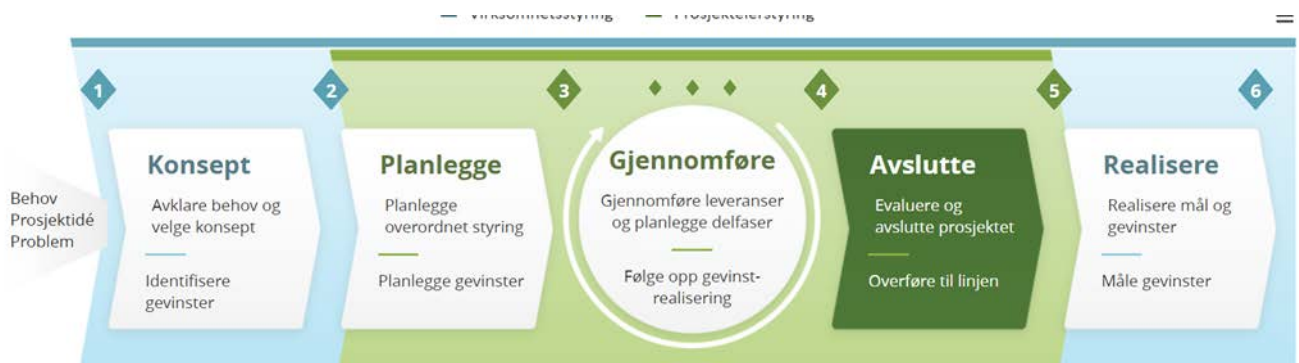 Virksomhetsstyring Prosjekteierstyring
1 2 3 4 5 6
Behov
Prosjektidé
Problem
Konsept
Avklare behov og
velge konsept
Identifisere
gevinster
Planlegge
Planlegge
overordnet styring
Planlegge gevinster
Gjennomføre
Gjennomføre leveranser
og planlegge delfaser
Følge opp gevinst-
realisering
Avslutte
Evaluere og
avslutte prosjektet
Overføre til linjen
Realisere
Realisere mål og
gevinster
Måle gevinster